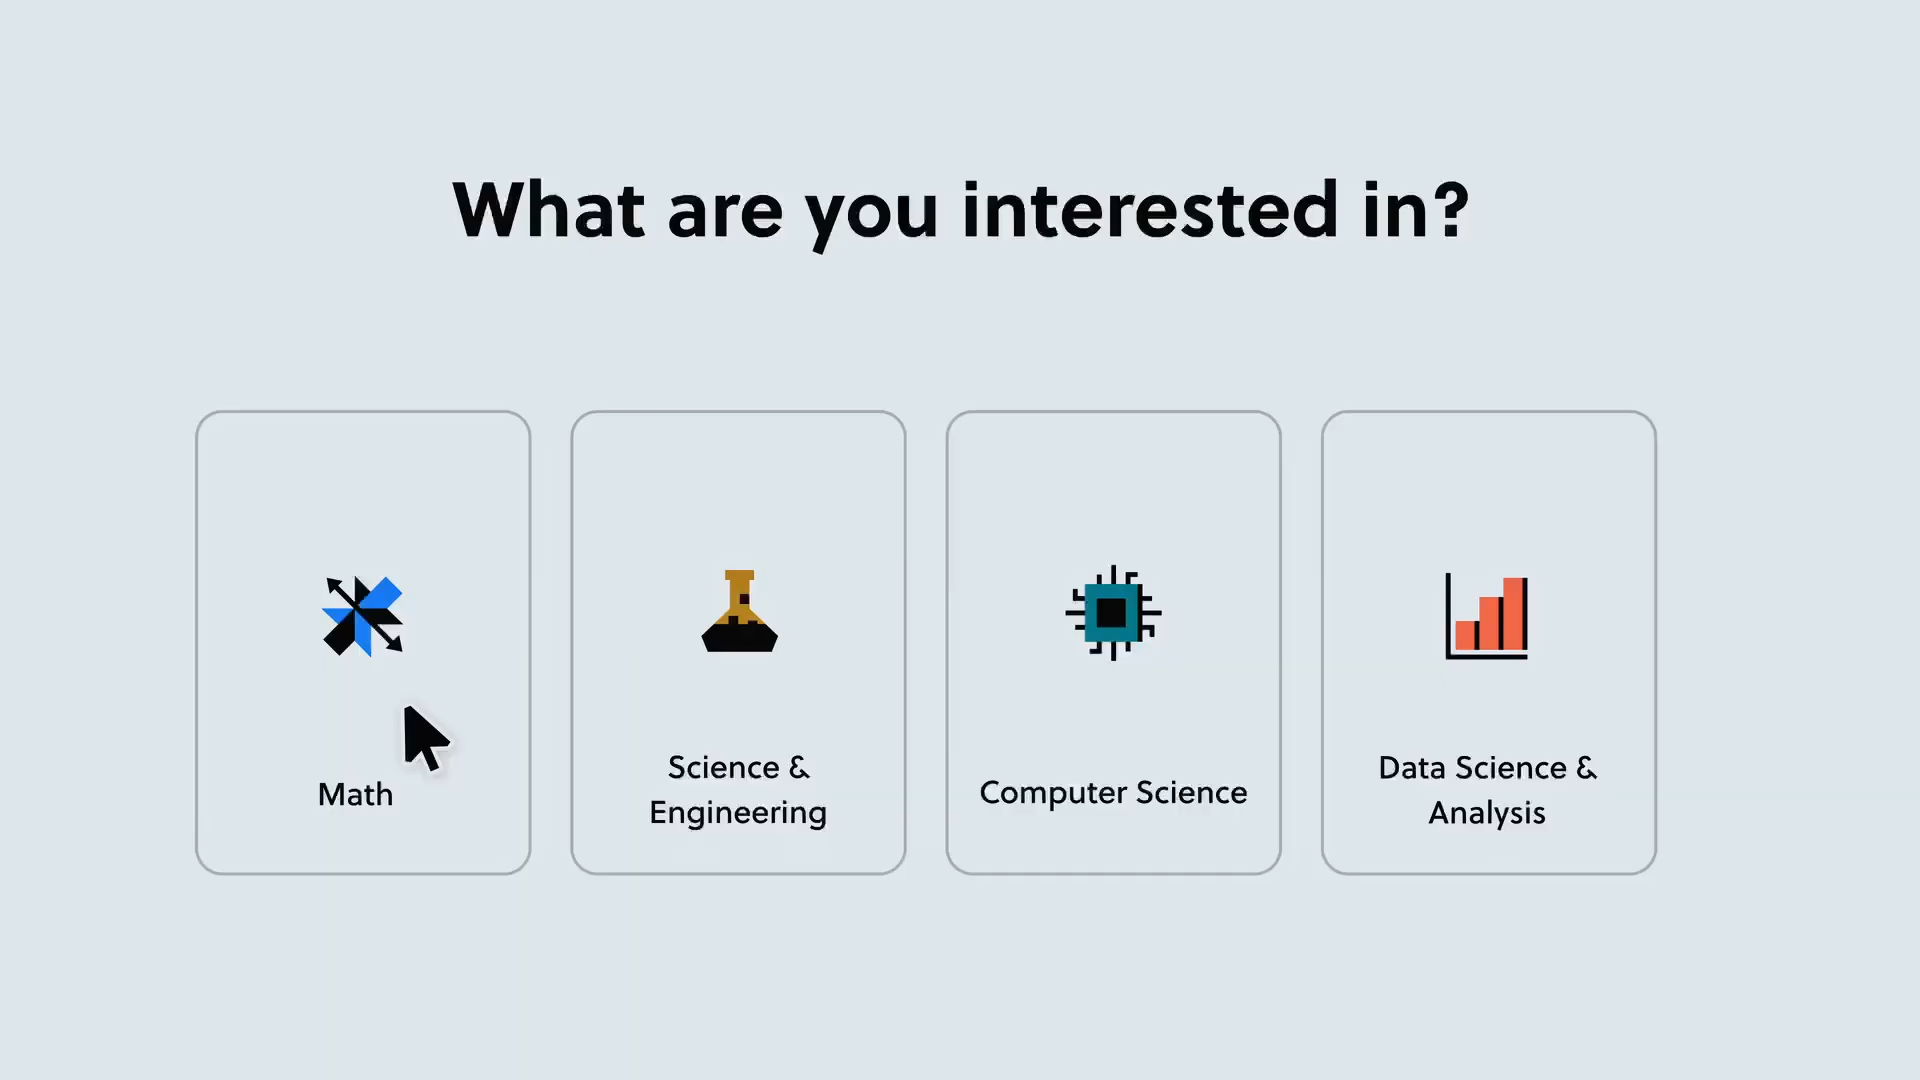 What are you interested in?
Math
Science &
Engineering
Computer Science
Data Science &
Analysis